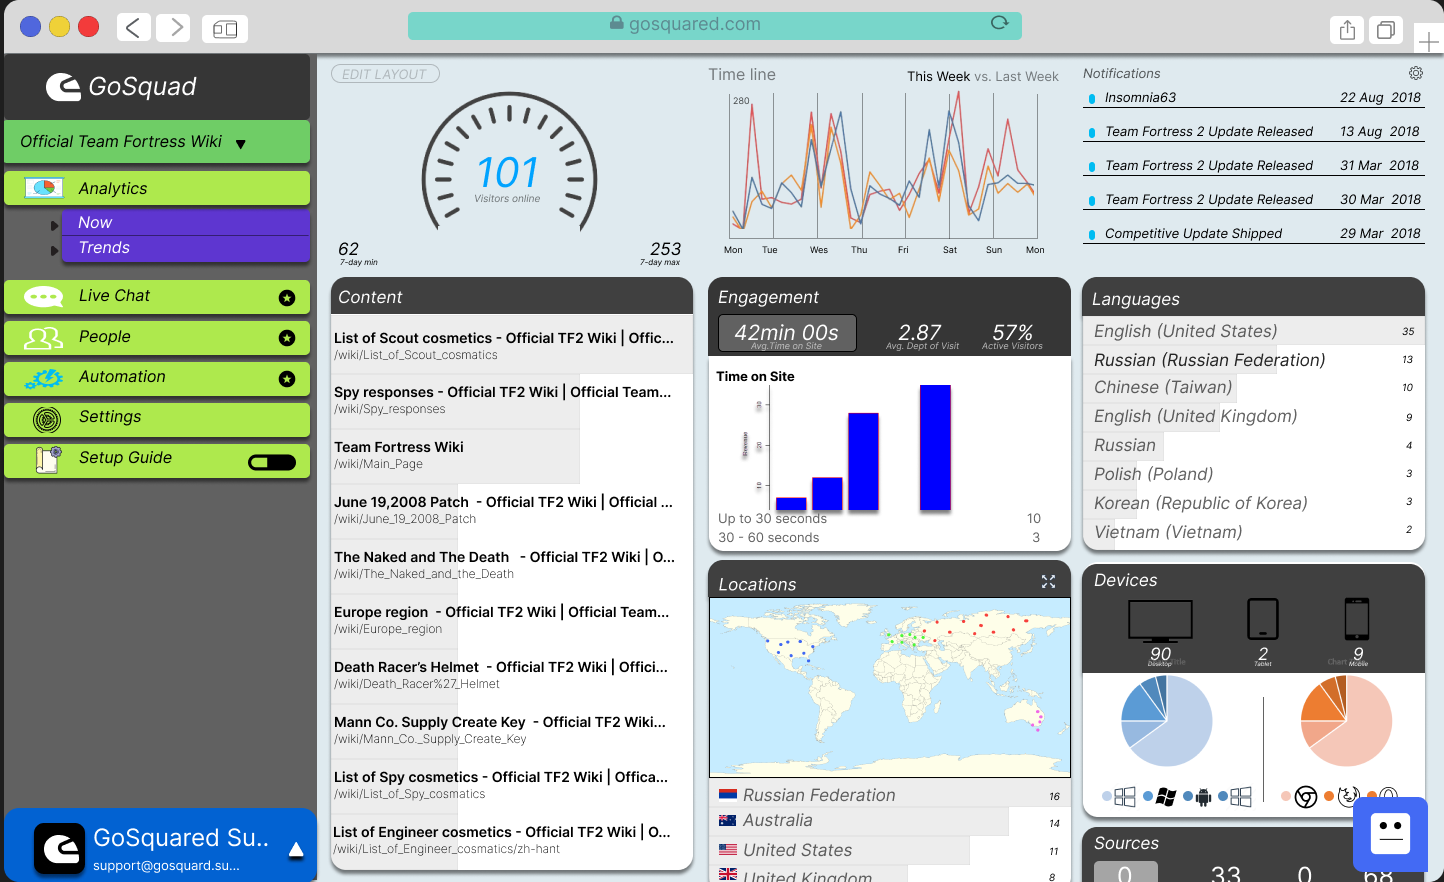 gosquared.com
GoSquad
Official Team Fortress Wiki ▼
Analytics
Now
Trends
Live Chat
People
Automation
Settings
Setup Guide
GoSquared Su..
support@gosquard.su...
EDIT LAYOUT
101
Visitors online
62
7-day min
253
7-day max
Time line
This Week vs. Last Week
280
Mon Tue Wes Thu Fri Sat Sun Mon
Notifications
Insomnia63 22 Aug 2018
Team Fortress 2 Update Released 13 Aug 2018
Team Fortress 2 Update Released 31 Mar 2018
Team Fortress 2 Update Released 30 Mar 2018
Competitive Update Shipped 29 Mar 2018
Content
List of Scout cosmetics - Official TF2 Wiki | Offic...
/wiki/List_of_Scout_cosmatics
Spy responses - Official TF2 Wiki | Official Team...
/wiki/Spy_responses
Team Fortress Wiki
/wiki/Main_Page
June 19,2008 Patch - Official TF2 Wiki | Official ...
/wiki/June_19_2008_Patch
The Naked and The Death - Official TF2 Wiki | O...
/wiki/The_Naked_and_the_Death
Europe region - Official TF2 Wiki | Official Team...
/wiki/Europe_region
Death Racer's Helmet - Official TF2 Wiki | Offici...
/wiki/Death_Racer%27_Helmet
Mann Co. Supply Create Key - Official TF2 Wiki...
/wiki/Mann_Co._Supply_Create_Key
List of Spy cosmetics - Official TF2 Wiki | Offica...
/wiki/List_of_Spy_cosmatics
List of Engineer cosmetics - Official TF2 Wiki | O...
/wiki/List_of_Engineer_cosmatics/zh-hant
Engagement
42min 00s
Avg.Time on Site
2.87
Avg. Dept of Visit
57%
Active Visitors
Time on Site
30
20
10
Revenue
Up to 30 seconds 10
30 - 60 seconds 3
Locations
Russian Federation 16
Australia 14
United States 11
United Kingdom 8
Languages
English (United States) 35
Russian (Russian Federation) 13
Chinese (Taiwan) 10
English (United Kingdom) 9
Russian 4
Polish (Poland) 3
Korean (Republic of Korea) 3
Vietnam (Vietnam) 2
Devices
90
Desktop
2
Tablet
9
Mobile
Sources
0 33 0 68